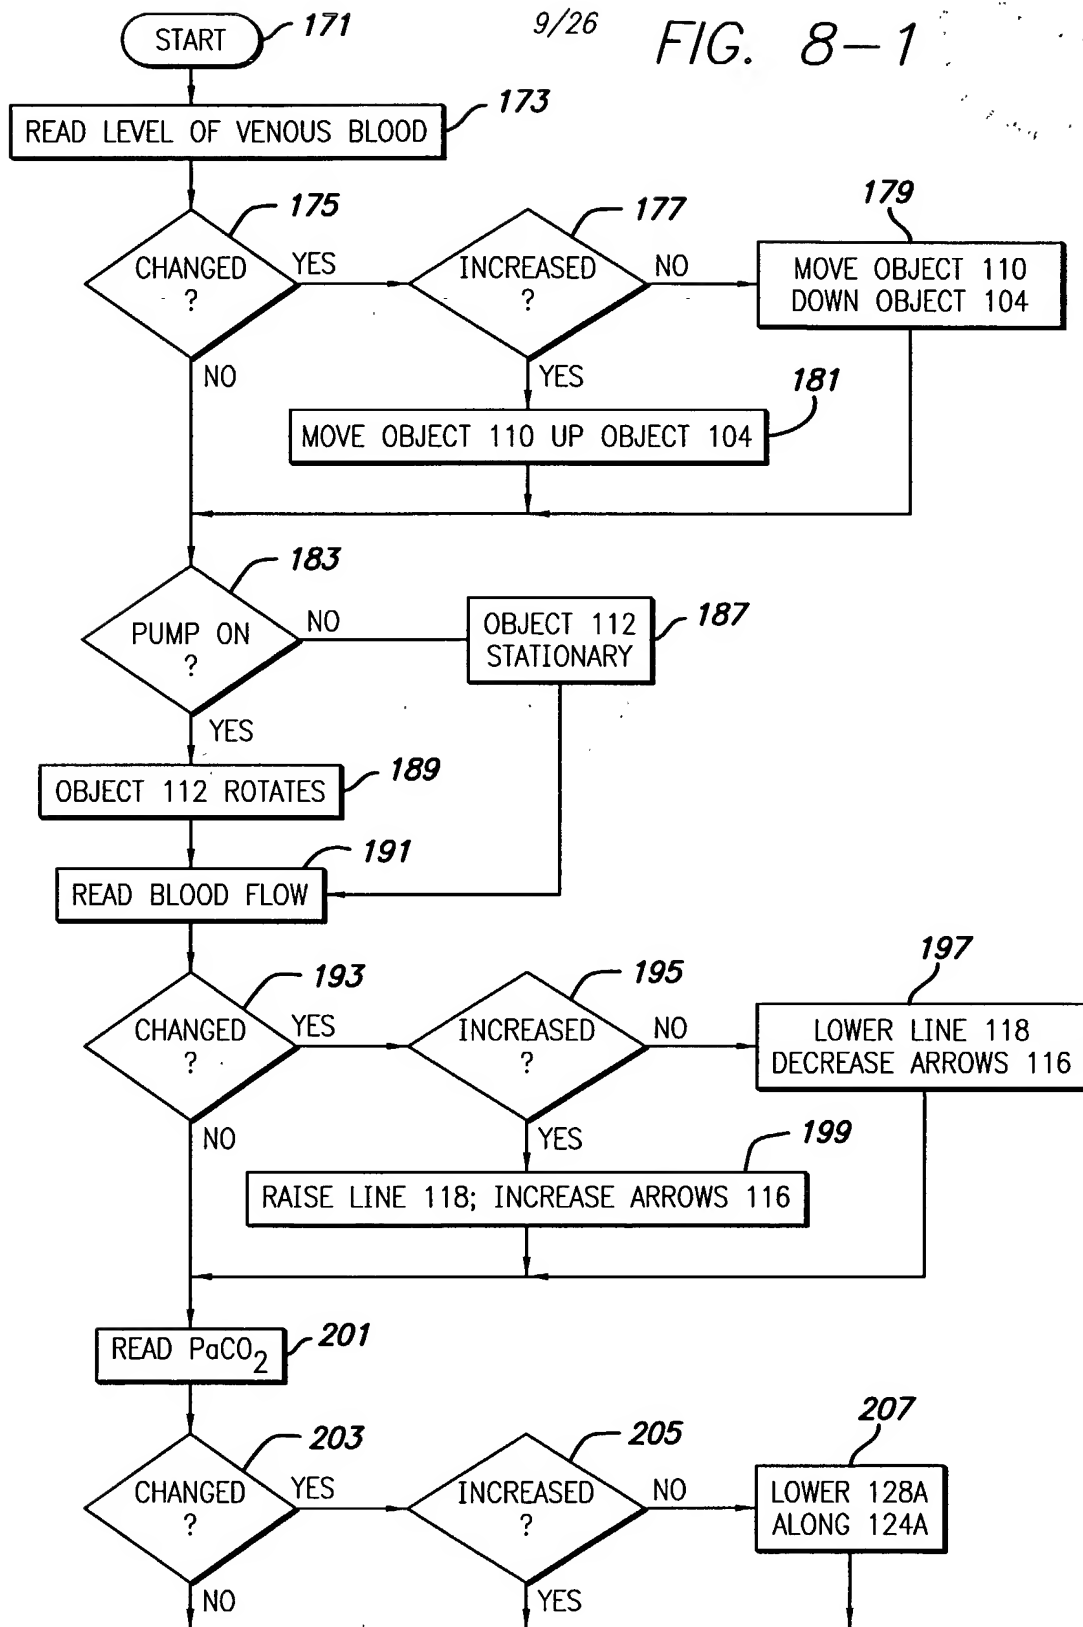 9/26
FIG. 8-1
START
171
READ LEVEL OF VENOUS BLOOD
173
CHANGED
?
175
YES
NO
INCREASED
?
177
NO
YES
MOVE OBJECT 110
DOWN OBJECT 104
179
MOVE OBJECT 110 UP OBJECT 104
181
PUMP ON
?
183
NO
YES
OBJECT 112
STATIONARY
187
OBJECT 112 ROTATES
189
READ BLOOD FLOW
191
CHANGED
?
193
YES
NO
INCREASED
?
195
NO
YES
LOWER LINE 118
DECREASE ARROWS 116
197
RAISE LINE 118; INCREASE ARROWS 116
199
READ PaCO2
201
CHANGED
?
203
YES
NO
INCREASED
?
205
NO
YES
LOWER 128A
ALONG 124A
207